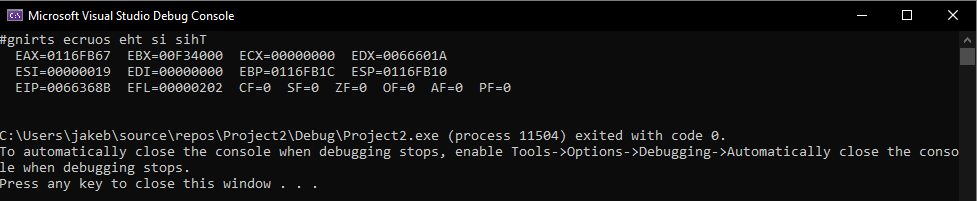 Microsoft Visual Studio Debug Console
#gnirts ecruos eht si sihT
EAX=0116FB67  EBX=00F34000  ECX=00000000  EDX=0066601A
ESI=00000019  EDI=00000000  EBP=0116FB1C  ESP=0116FB10
EIP=0066368B  EFL=00000202  CF=0  SF=0  ZF=0  OF=0  AF=0  PF=0
C:\Users\jakeb\source\repos\Project2\Debug\Project2.exe (process 11504) exited with code 0.
To automatically close the console when debugging stops, enable Tools->Options->Debugging->Automatically close the conso
le when debugging stops.
Press any key to close this window . . .